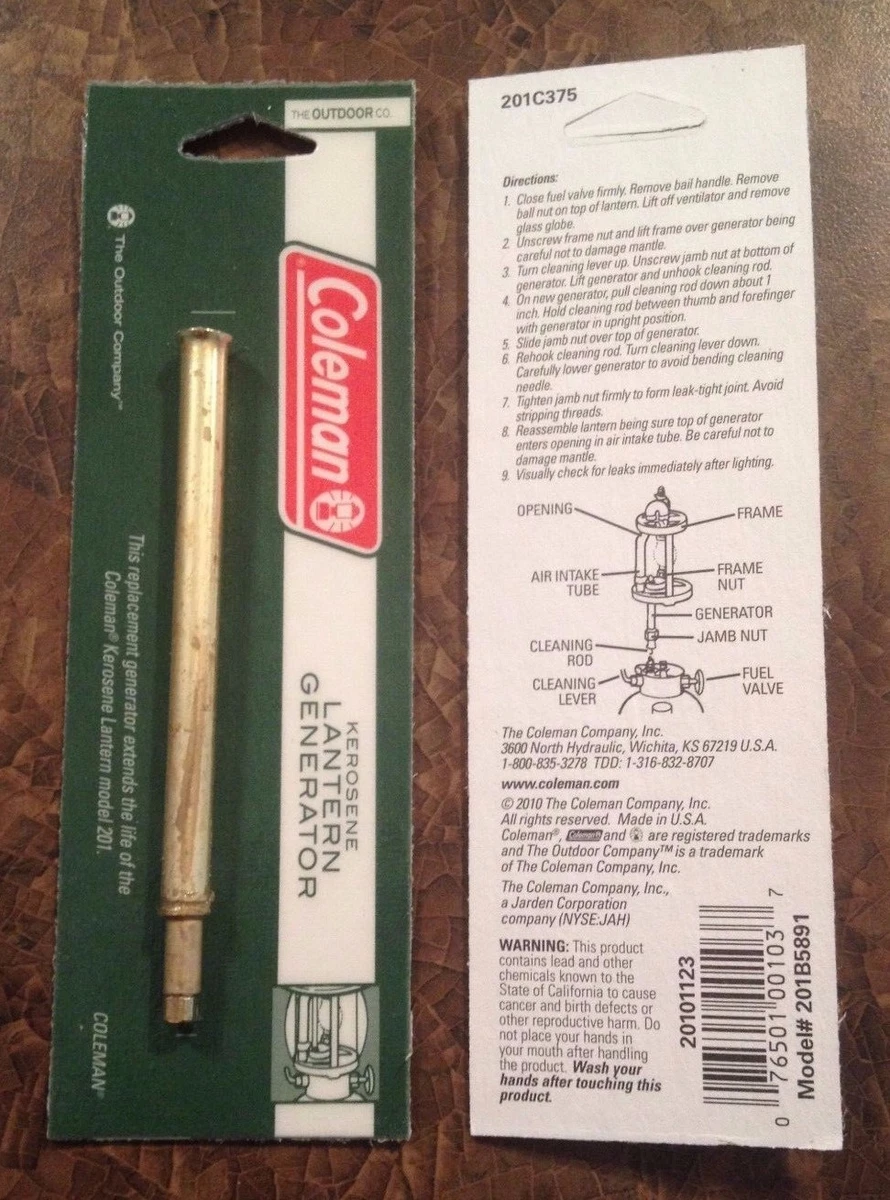 THE OUTDOOR CO.
The Outdoor Company™
Coleman®
This replacement generator extends the life of the
Coleman® Kerosene Lantern model 201.
KEROSENE
LANTERN
GENERATOR
COLEMAN®
201C375
Directions:
1. Close fuel valve firmly. Remove bail handle. Remove
ball nut on top of lantern. Lift off ventilator and remove
glass globe.
2. Unscrew frame nut and lift frame over generator being
careful not to damage mantle.
3. Turn cleaning lever up. Unscrew jamb nut at bottom of
generator. Lift generator and unhook cleaning rod.
4. On new generator, pull cleaning rod down about 1
inch. Hold cleaning rod between thumb and forefinger
with generator in upright position.
5. Slide jamb nut over top of generator.
6. Rehook cleaning rod. Turn cleaning lever down.
Carefully lower generator to avoid bending cleaning
needle.
7. Tighten jamb nut firmly to form leak-tight joint. Avoid
stripping threads.
8. Reassemble lantern being sure top of generator
enters opening in air intake tube. Be careful not to
damage mantle.
9. Visually check for leaks immediately after lighting.
OPENING
FRAME
AIR INTAKE
TUBE
FRAME
NUT
GENERATOR
JAMB NUT
CLEANING
ROD
CLEANING
LEVER
FUEL
VALVE
The Coleman Company, Inc.
3600 North Hydraulic, Wichita, KS 67219 U.S.A.
1-800-835-3278 TDD: 1-316-832-8707
www.coleman.com
© 2010 The Coleman Company, Inc.
All rights reserved. Made in U.S.A.
Coleman®, Coleman® and are registered trademarks
and The Outdoor Company™ is a trademark
of The Coleman Company, Inc.
The Coleman Company, Inc.,
a Jarden Corporation
company (NYSE:JAH)
WARNING: This product
contains lead and other
chemicals known to the
State of California to cause
cancer and birth defects or
other reproductive harm. Do
not place your hands in
your mouth after handling
the product. Wash your
hands after touching this
product.
20101123
0 76501 00103 7
Model# 201B5891